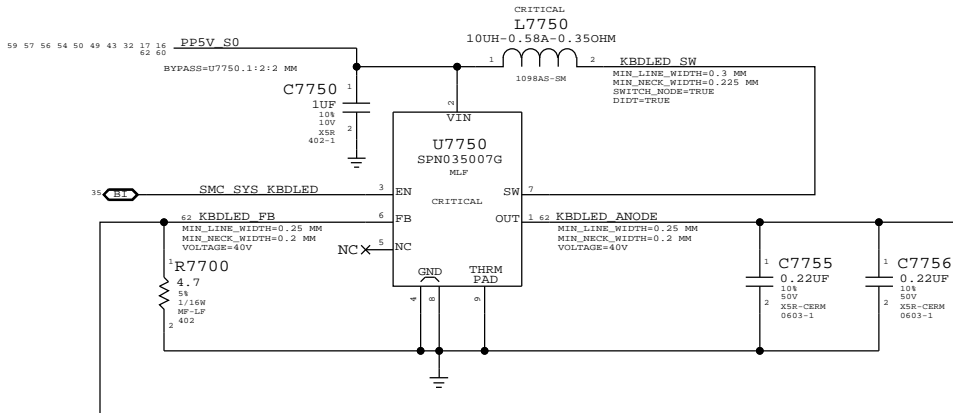 CRITICAL
L7750
10UH-0.58A-0.35OHM
59 57 56 54 50 49 43 32 17 16
62 60
PP5V_S0
1
2
KBDLED_SW
BYPASS=U7750.1:2:2 MM
1098AS-SM
MIN_LINE_WIDTH=0.3 MM
MIN_NECK_WIDTH=0.225 MM
SWITCH_NODE=TRUE
DIDT=TRUE
C7750
1
1UF
10%
10V
X5R
402-1
2
2
VIN
U7750
SPN035007G
MLF
CRITICAL
35
BI
SMC_SYS_KBDLED
3
EN
SW
7
62
KBDLED_FB
6
FB
OUT
1
62
KBDLED_ANODE
MIN_LINE_WIDTH=0.25 MM
MIN_NECK_WIDTH=0.2 MM
VOLTAGE=40V
NC
5
NC
MIN_LINE_WIDTH=0.25 MM
MIN_NECK_WIDTH=0.2 MM
VOLTAGE=40V
GND
THRM
PAD
4
8
9
1
R7700
4.7
5%
1/16W
MF-LF
402
2
1
C7755
0.22UF
10%
50V
X5R-CERM
0603-1
2
1
C7756
0.22UF
10%
50V
X5R-CERM
0603-1
2